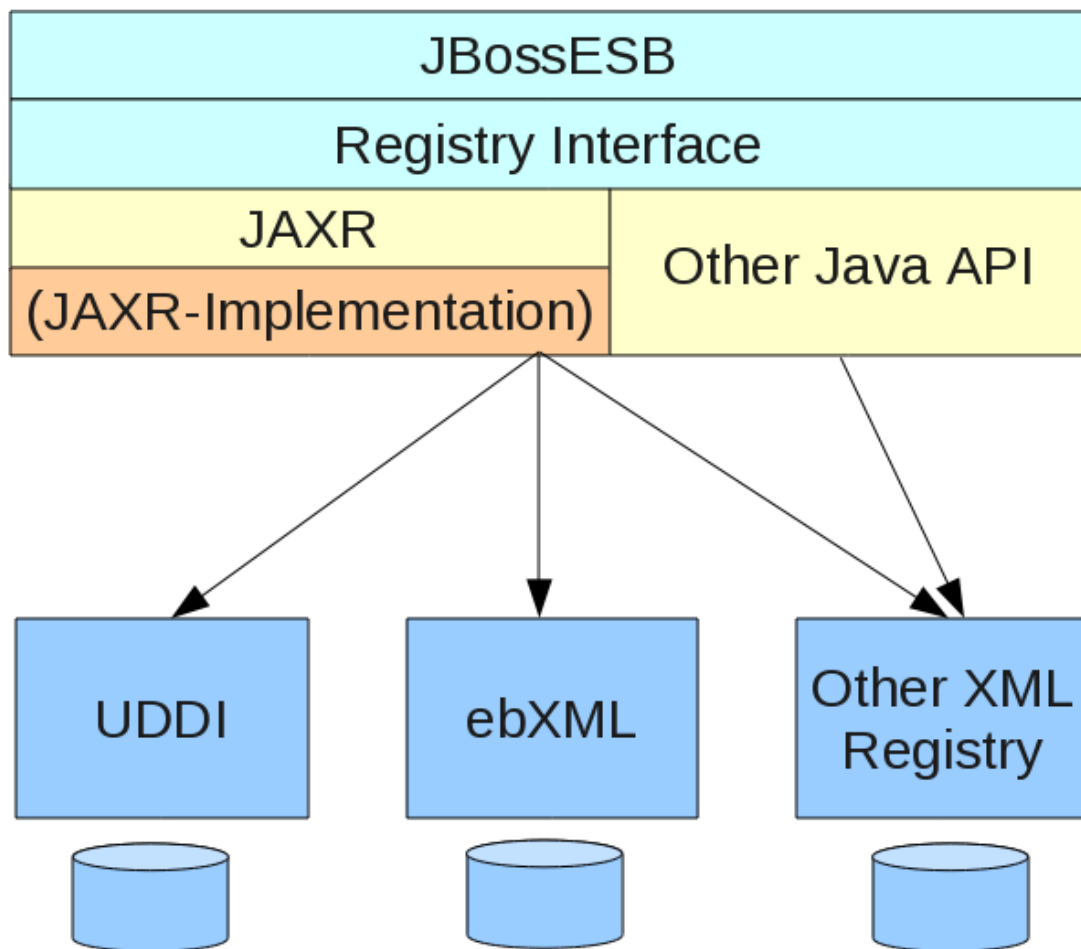 JBossESB
Registry Interface
JAXR
(JAXR-Implementation)
Other Java API
UDDI
ebXML
Other XML
Registry